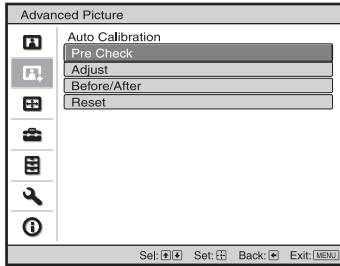 Advanced Picture
Auto Calibration
Pre Check
Adjust
Before/After
Reset
Sel: Set: Back: Exit: MENU